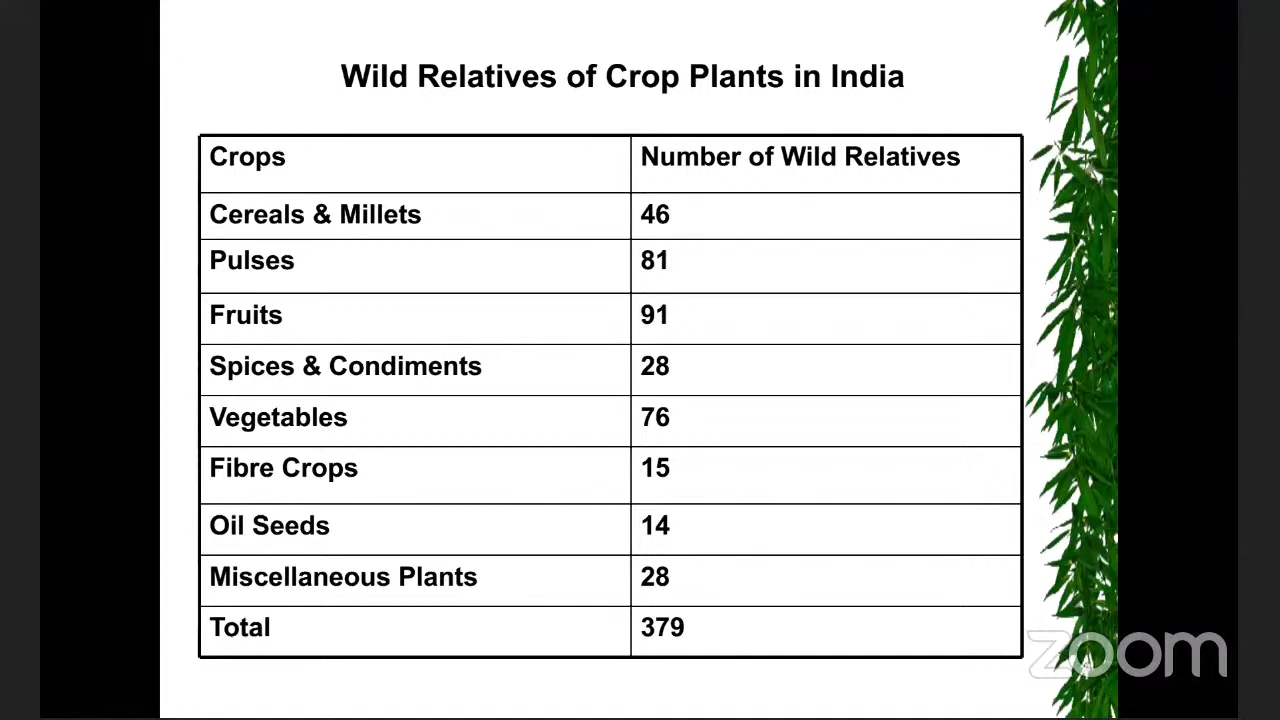 Wild Relatives of Crop Plants in India
Crops Number of Wild Relatives
Cereals & Millets 46
Pulses 81
Fruits 91
Spices & Condiments 28
Vegetables 76
Fibre Crops 15
Oil Seeds 14
Miscellaneous Plants 28
Total 379
zoom